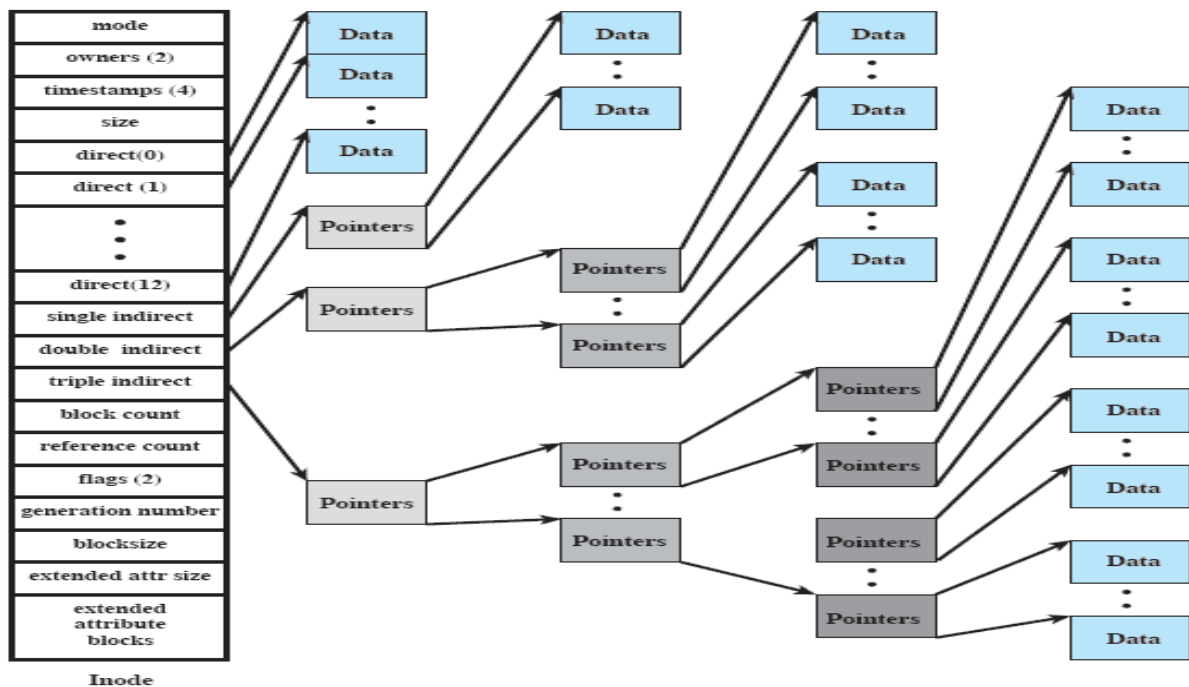 mode
owners (2)
timestamps (4)
size
direct(0)
direct (1)
direct(12)
single indirect
double indirect
triple indirect
block count
reference count
flags (2)
generation number
blocksize
extended attr size
extended
attribute
blocks
Inode
Data
Data
Data
Pointers
Pointers
Pointers
Data
Data
Pointers
Pointers
Pointers
Pointers
Data
Data
Data
Data
Pointers
Pointers
Pointers
Pointers
Data
Data
Data
Data
Data
Data
Data
Data